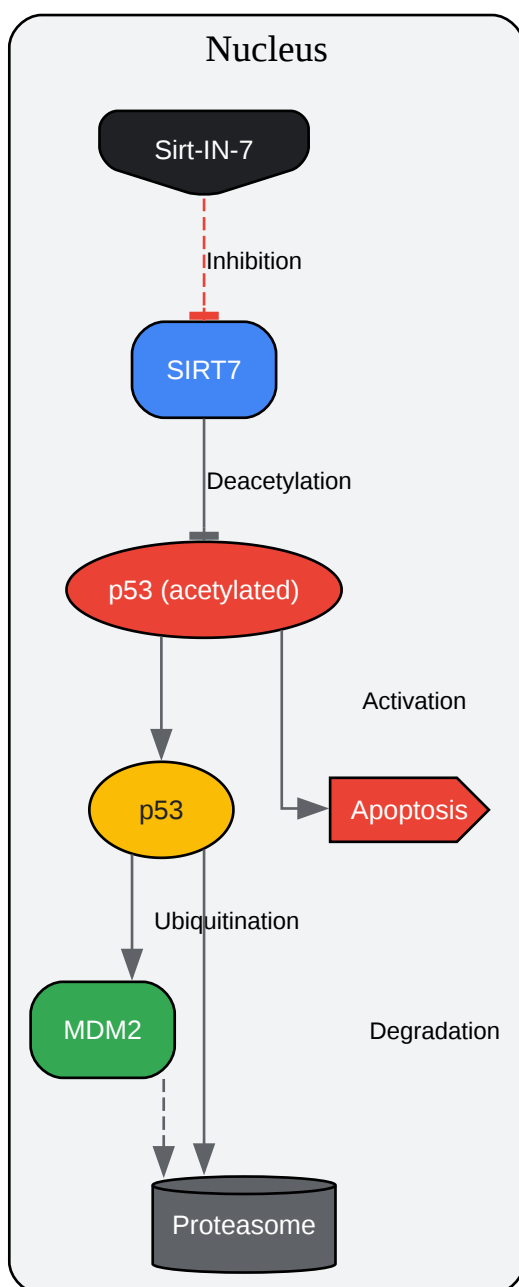 Nucleus
Sirt-IN-7
Inhibition
SIRT7
Deacetylation
p53 (acetylated)
Activation
p53
Apoptosis
Ubiquitination
MDM2
Degradation
Proteasome